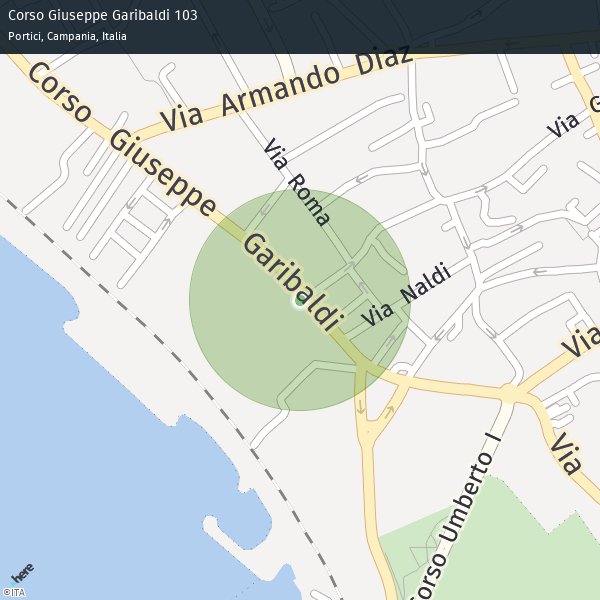 Corso Giuseppe Garibaldi 103
Portici, Campania, Italia
Corso Giuseppe Garibaldi
Via Armando Diaz
Via Roma
Via G
Via Naldi
Via
Via
Corso Umberto I
here
©ITA